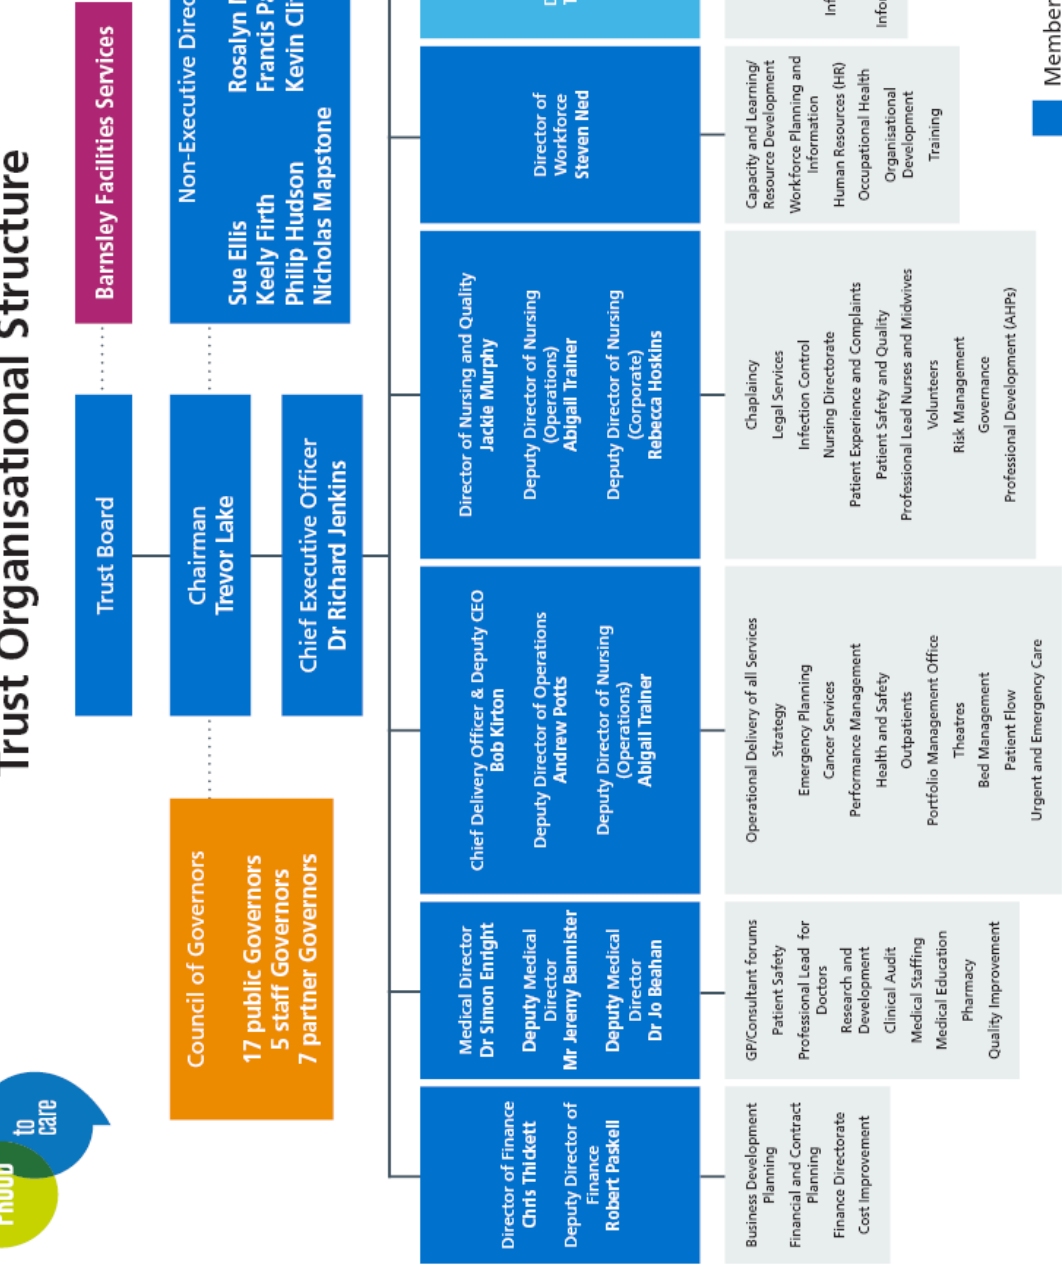 Trust Organisational Structure
PROUD
to
care
Trust Board
Barnsley Facilities Services
Council of Governors
17 public Governors
5 staff Governors
7 partner Governors
Chairman
Trevor Lake
Non-Executive
Sue Ellis
Keely Firth
Philip Hudson
Nicholas Mapstone
Rosalyn
Francis
Kevin
Chief Executive Officer
Dr Richard Jenkins
Director of Finance
Chris Thickett
Deputy Director of
Finance
Robert Paskell
Medical Director
Dr Simon Enright
Deputy Medical
Director
Mr Jeremy Bannister
Deputy Medical
Director
Dr Jo Beahan
Chief Delivery Officer & Deputy CEO
Bob Kirton
Deputy Director of Operations
Andrew Potts
Deputy Director of Nursing
(Operations)
Abigail Trainer
Director of Nursing and Quality
Jackie Murphy
Deputy Director of Nursing
(Operations)
Abigail Trainer
Deputy Director of Nursing
(Corporate)
Rebecca Hoskins
Director of
Workforce
Steven Ned
Business Development
Planning
Financial and Contract
Planning
Finance Directorate
Cost Improvement
GP/Consultant forums
Patient Safety
Professional Lead for
Doctors
Research and
Development
Clinical Audit
Medical Staffing
Medical Education
Pharmacy
Quality Improvement
Operational Delivery of all Services
Strategy
Emergency Planning
Cancer Services
Performance Management
Health and Safety
Outpatients
Portfolio Management Office
Theatres
Bed Management
Patient Flow
Urgent and Emergency Care
Chaplaincy
Legal Services
Infection Control
Nursing Directorate
Patient Experience and Complaints
Patient Safety and Quality
Professional Lead Nurses and Midwives
Volunteers
Risk Management
Governance
Professional Development (AHPs)
Capacity and Learning/
Resource Development
Workforce Planning and
Information
Human Resources (HR)
Occupational Health
Organisational
Development
Training
Member